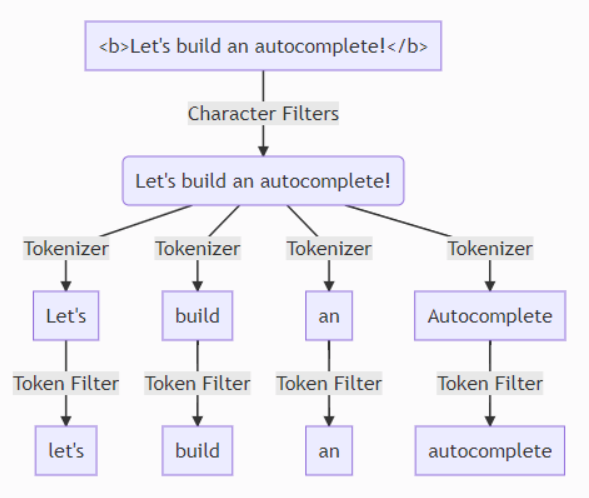 <b>Let's build an autocomplete!</b>
Character Filters
Let's build an autocomplete!
Tokenizer Tokenizer Tokenizer Tokenizer
Let's build an Autocomplete
Token Filter Token Filter Token Filter Token Filter
let's build an autocomplete